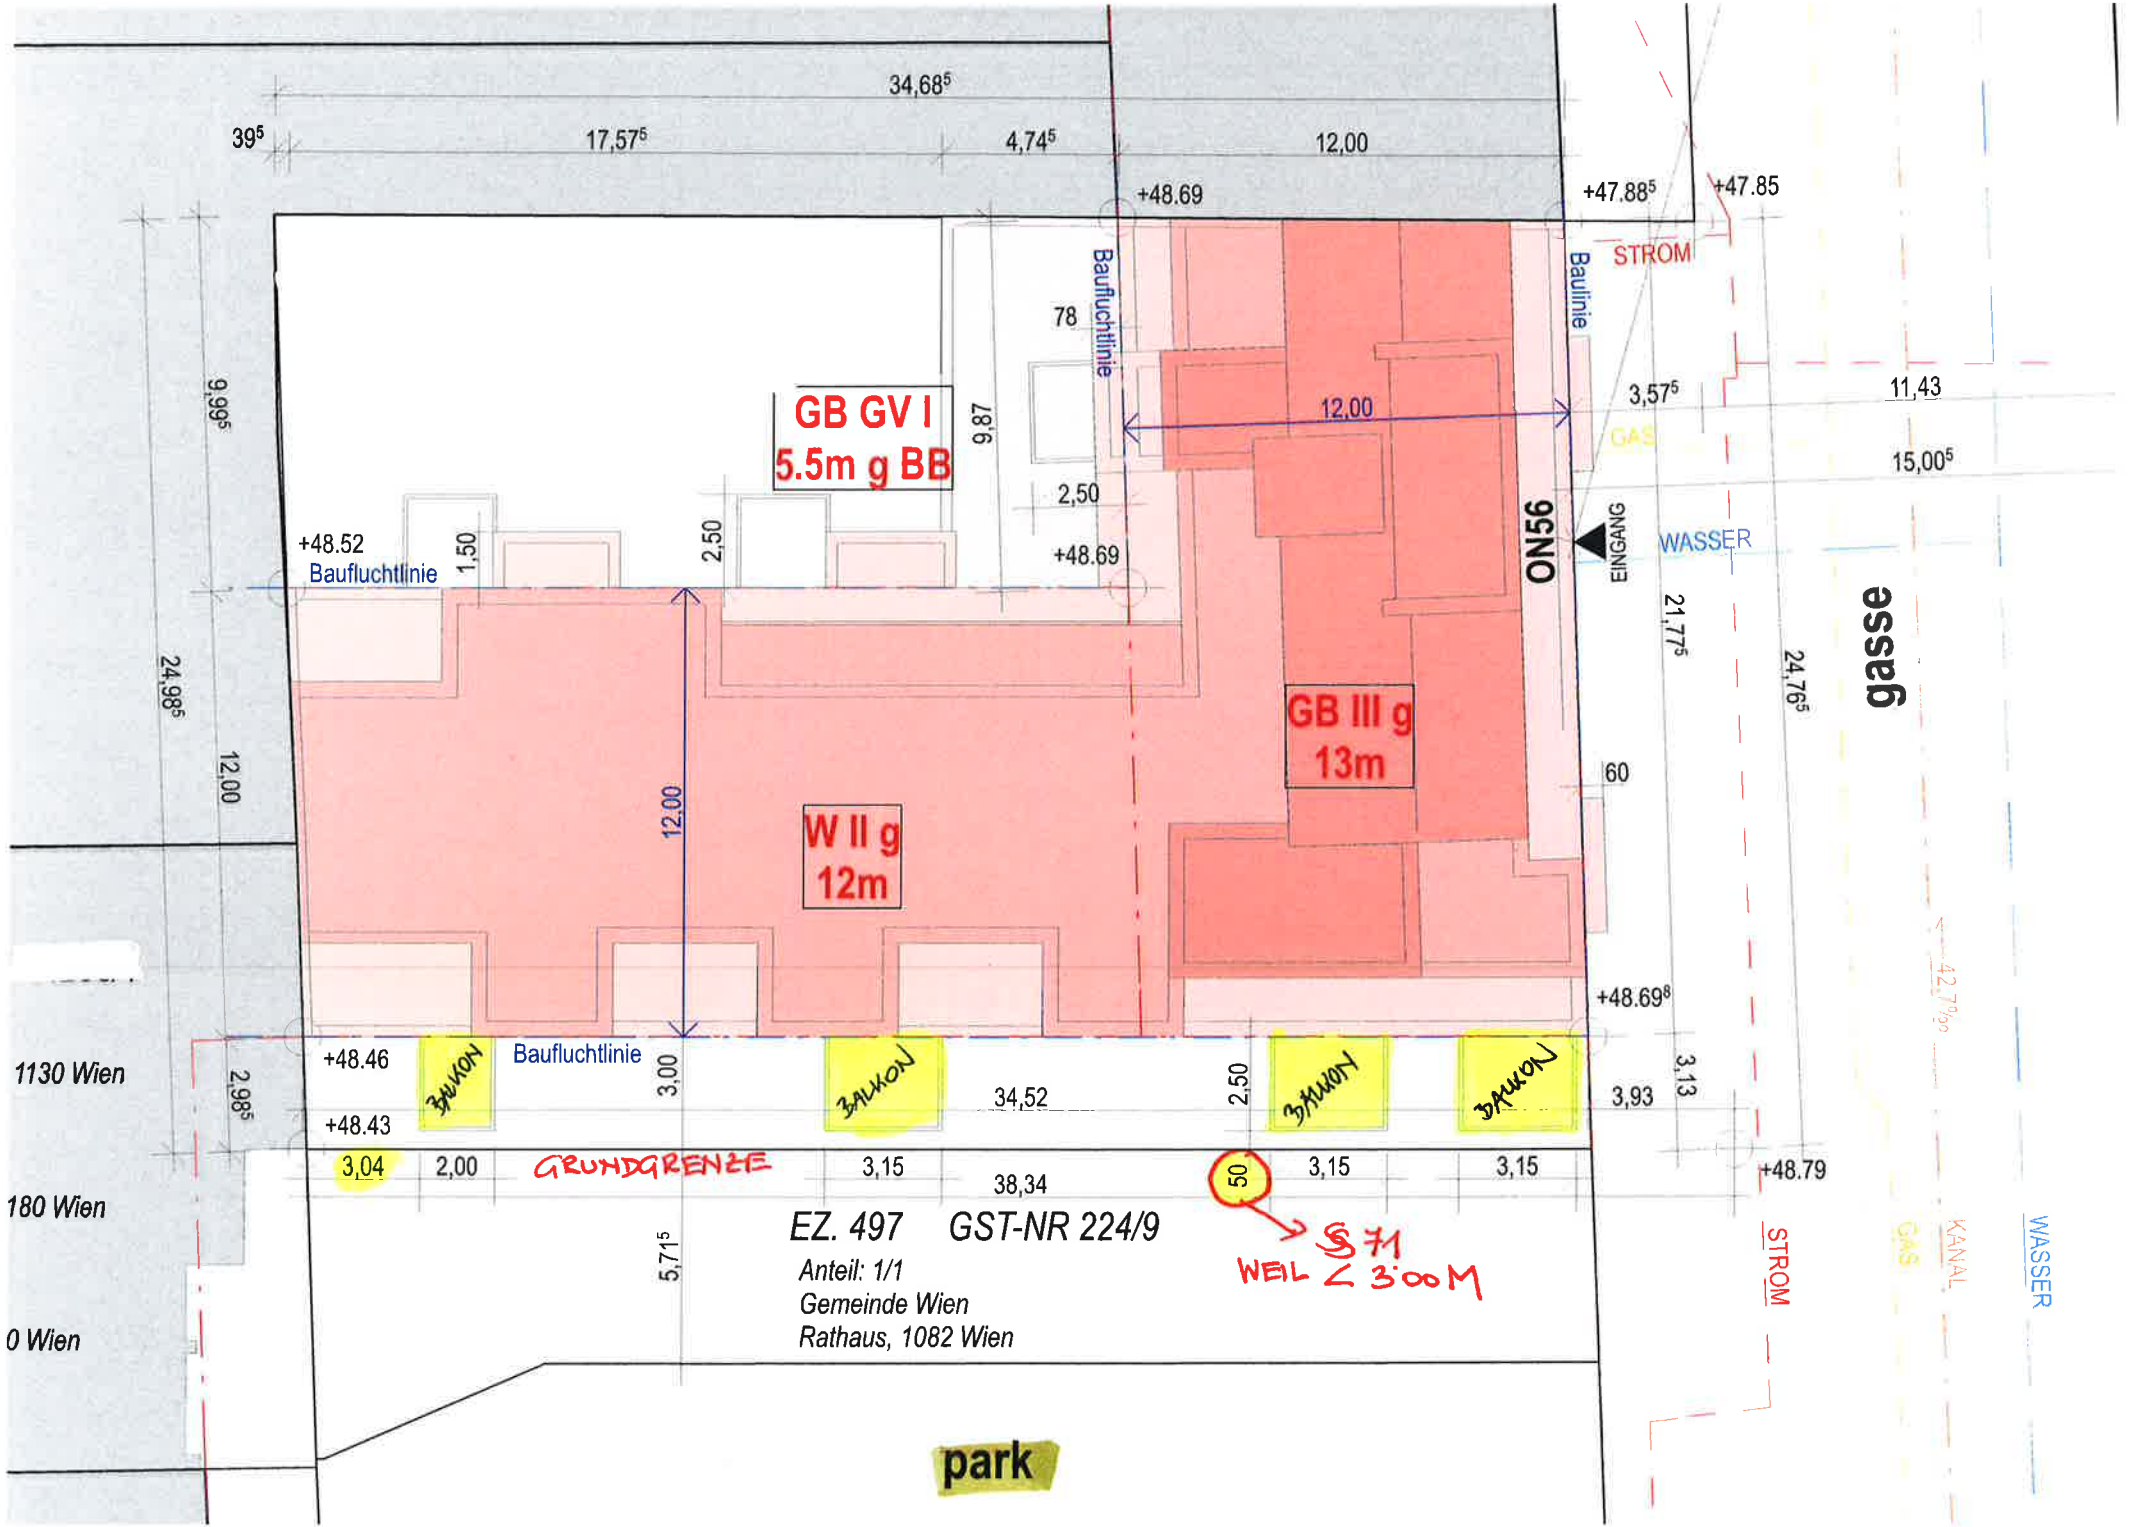 34,68⁵
39⁵
17,57⁵
4,74⁵
12,00
+48.69
+47.88⁵
+47.85
STROM
Baufluchtlinie
Baulinie
78
9,99⁵
GB GV I
5.5m g BB
9,87
12,00
3,57⁵
11,43
GAS
15,00⁵
2,50
+48.52
Baufluchtlinie
1,50
2,50
+48.69
ON56
EINGANG
WASSER
gasse
21,77⁵
24,76⁵
24,98⁵
12,00
12,00
GB III g
13m
60
W II g
12m
42,7‰
+48.69⁸
1130 Wien
2,98⁵
+48.46
BALKON
Baufluchtlinie
3,00
BALKON
34,52
2,50
BALKON
BALKON
3,93
3,13
+48.43
3,04
2,00
GRUNDGRENZE
3,15
38,34
50
3,15
3,15
+48.79
180 Wien
5,71⁵
EZ. 497 GST-NR 224/9
§ 71
WEIL < 3.00 M
Anteil: 1/1
Gemeinde Wien
Rathaus, 1082 Wien
STROM
GAS
KANAL
WASSER
0 Wien
park